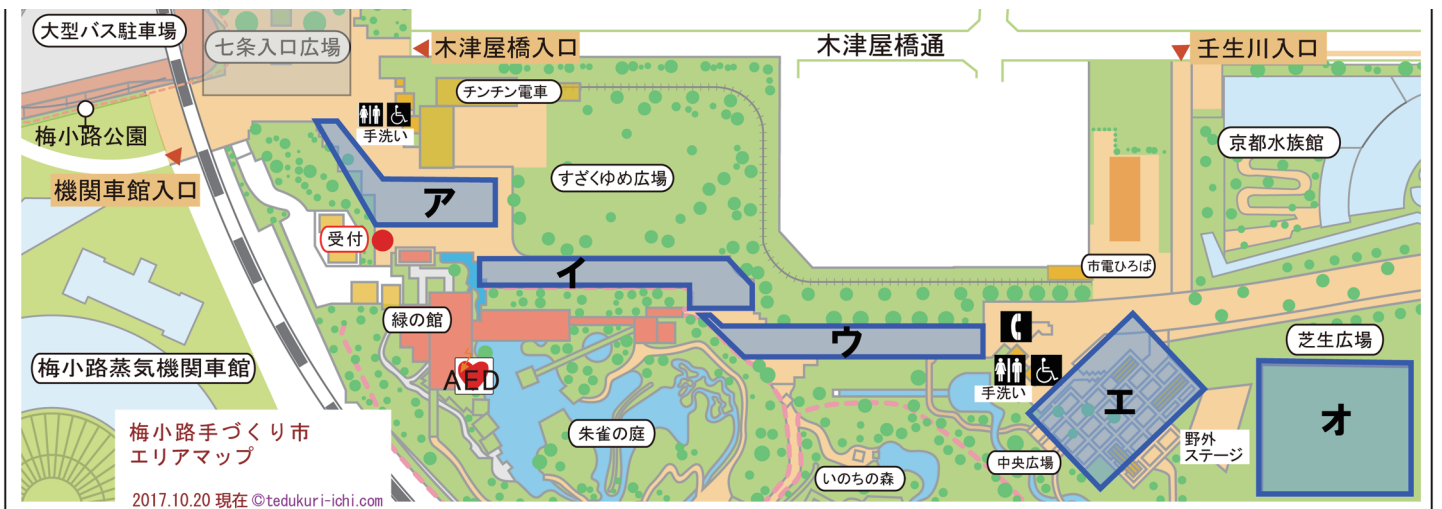 大型バス駐車場
七条入口広場
木津屋橋入口
木津屋橋通
壬生川入口
チンチン電車
手洗い
梅小路公園
京都水族館
機関車館入口
すざくゆめ広場
ア
受付
市電ひろば
イ
緑の館
ウ
芝生広場
梅小路蒸気機関車館
AED
手洗い
エ
オ
朱雀の庭
野外
ステージ
中央広場
いのちの森
梅小路手づくり市
エリアマップ
2017.10.20 現在 ©tedukuri-ichi.com